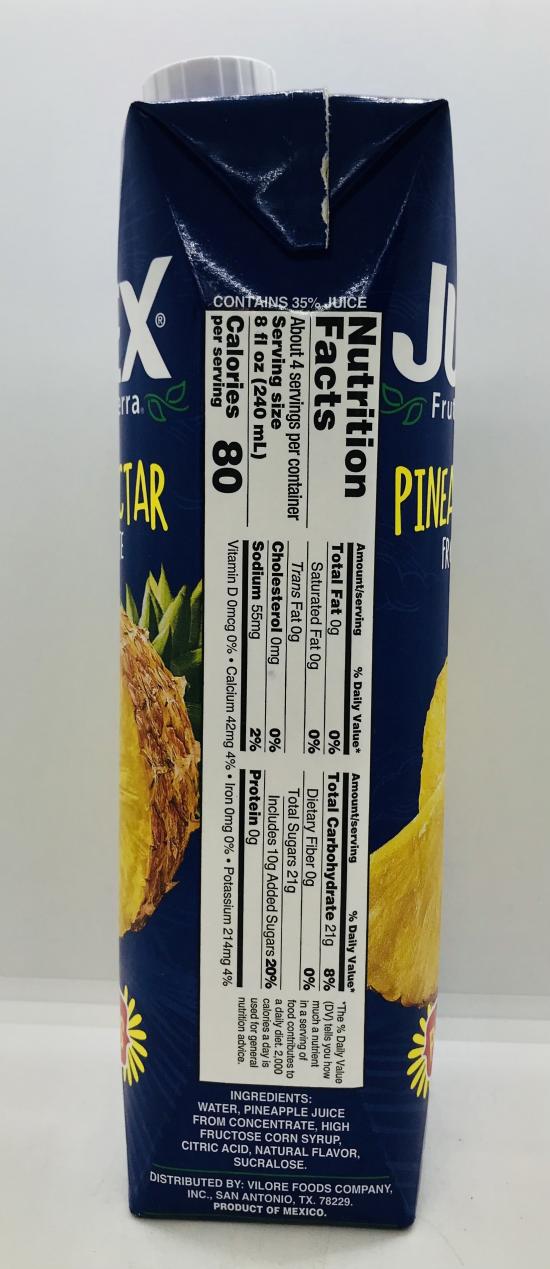 X®
erra
CTAR
JU
Fru
PINEA
FR
CONTAINS 35% JUICE
Nutrition
Facts
About 4 servings per container
Serving size
8 fl oz (240 mL)
Calories 80
per serving
Amount/serving % Daily Value*
Total Fat 0g 0%
Saturated Fat 0g 0%
Trans Fat 0g
Cholesterol 0mg 0%
Sodium 55mg 2%
Amount/serving % Daily Value*
Total Carbohydrate 21g 8%
Dietary Fiber 0g 0%
Total Sugars 21g
Includes 10g Added Sugars 20%
Protein 0g
Vitamin D 0mcg 0% • Calcium 42mg 4% • Iron 0mg 0% • Potassium 214mg 4%
*The % Daily Value
(DV) tells you how
much a nutrient
in a serving of
food contributes to
a daily diet. 2,000
calories a day is
used for general
nutrition advice.
INGREDIENTS:
WATER, PINEAPPLE JUICE
FROM CONCENTRATE, HIGH
FRUCTOSE CORN SYRUP,
CITRIC ACID, NATURAL FLAVOR,
SUCRALOSE.
DISTRIBUTED BY: VILORE FOODS COMPANY,
INC., SAN ANTONIO, TX. 78229.
PRODUCT OF MEXICO.